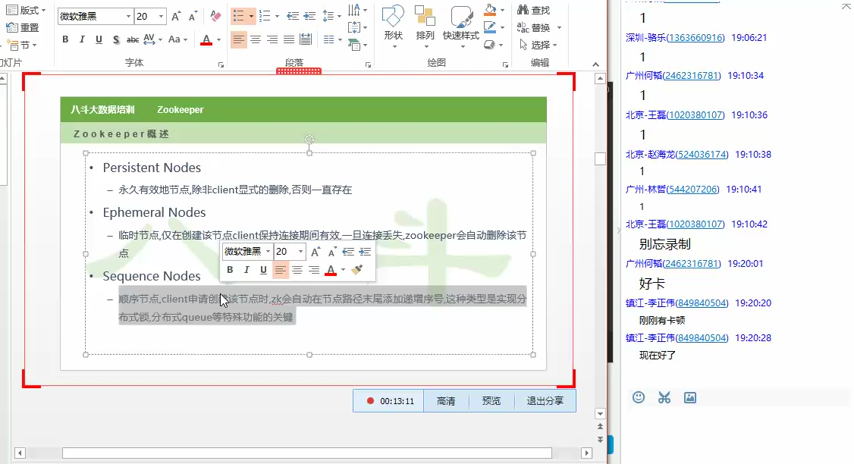 版式
重置
节
微软雅黑
20
B I U S abc AV Aa A
字体
段落
形状
排列
快速样式
绘图
查找
替换
选择
编辑
幻灯片
八斗大数据培训 Zookeeper
Zookeeper概述
• Persistent Nodes
– 永久有效地节点,除非client显式的删除,否则一直存在
• Ephemeral Nodes
– 临时节点,仅在创建该节点client保持连接期间有效,一旦连接丢失,zookeeper会自动删除该节
点
微软雅黑 20
B I U A
• Sequence Nodes
– 顺序节点,client申请创建该节点时,zk会自动在节点路径末尾添加递增序号,这种类型是实现分
布式锁,分布式queue等特殊功能的关键
八斗
00:13:11 高清 预览 退出分享
1
深圳-骆乐(1363660916) 19:06:21
1
广州何韬(2462316781) 19:10:34
1
北京-王磊(1020380107) 19:10:36
1
北京-赵海龙(524036174) 19:10:38
1
广州-林哲(544207206) 19:10:41
1
北京-王磊(1020380107) 19:10:42
别忘录制
广州何韬(2462316781) 19:20:01
好卡
镇江-李正伟(849840504) 19:20:20
刚刚有卡顿
镇江-李正伟(849840504) 19:20:28
现在好了